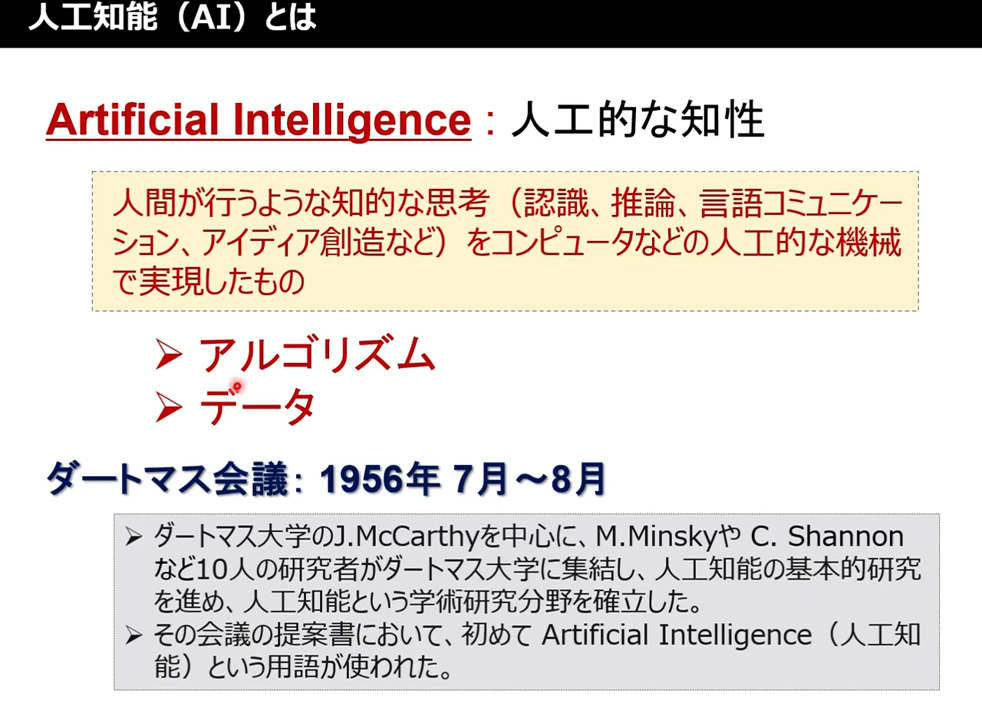 人工知能（AI）とは
Artificial Intelligence：人工的な知性
人間が行うような知的な思考（認識、推論、言語コミュニケー
ション、アイディア創造など）をコンピュータなどの人工的な機械
で実現したもの
➢ アルゴリズム
➢ データ
ダートマス会議： 1956年 7月～8月
➢ ダートマス大学のJ.McCarthyを中心に、M.Minskyや C. Shannon
など10人の研究者がダートマス大学に集結し、人工知能の基本的研究
を進め、人工知能という学術研究分野を確立した。
➢ その会議の提案書において、初めて Artificial Intelligence（人工知
能）という用語が使われた。